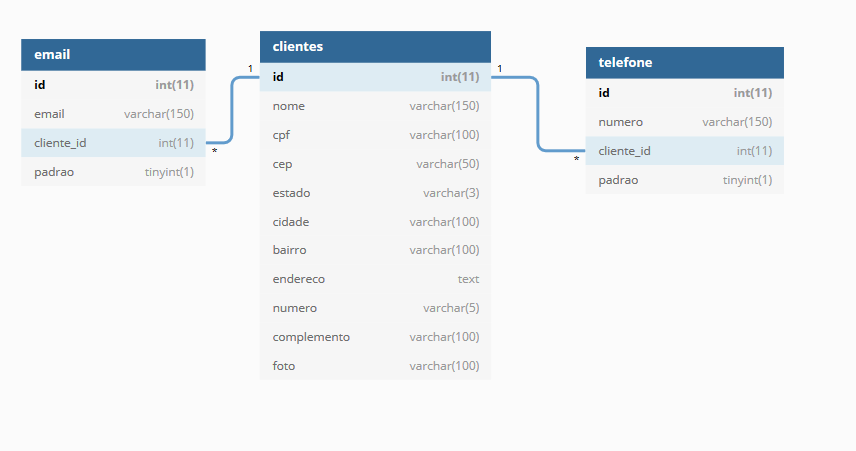 email
id int(11)
email varchar(150)
cliente_id int(11)
padrao tinyint(1)
1
*
clientes
id int(11)
nome varchar(150)
cpf varchar(100)
cep varchar(50)
estado varchar(3)
cidade varchar(100)
bairro varchar(100)
endereco text
numero varchar(5)
complemento varchar(100)
foto varchar(100)
1
*
telefone
id int(11)
numero varchar(150)
cliente_id int(11)
padrao tinyint(1)